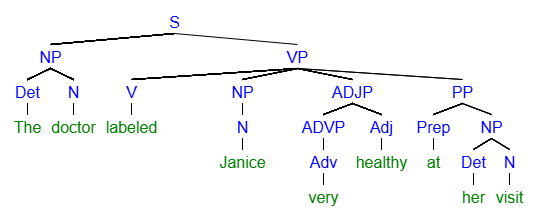 S
NP VP
Det N V NP ADJP PP
The doctor labeled N ADVP Adj Prep NP
Janice Adv healthy at Det N
very her visit